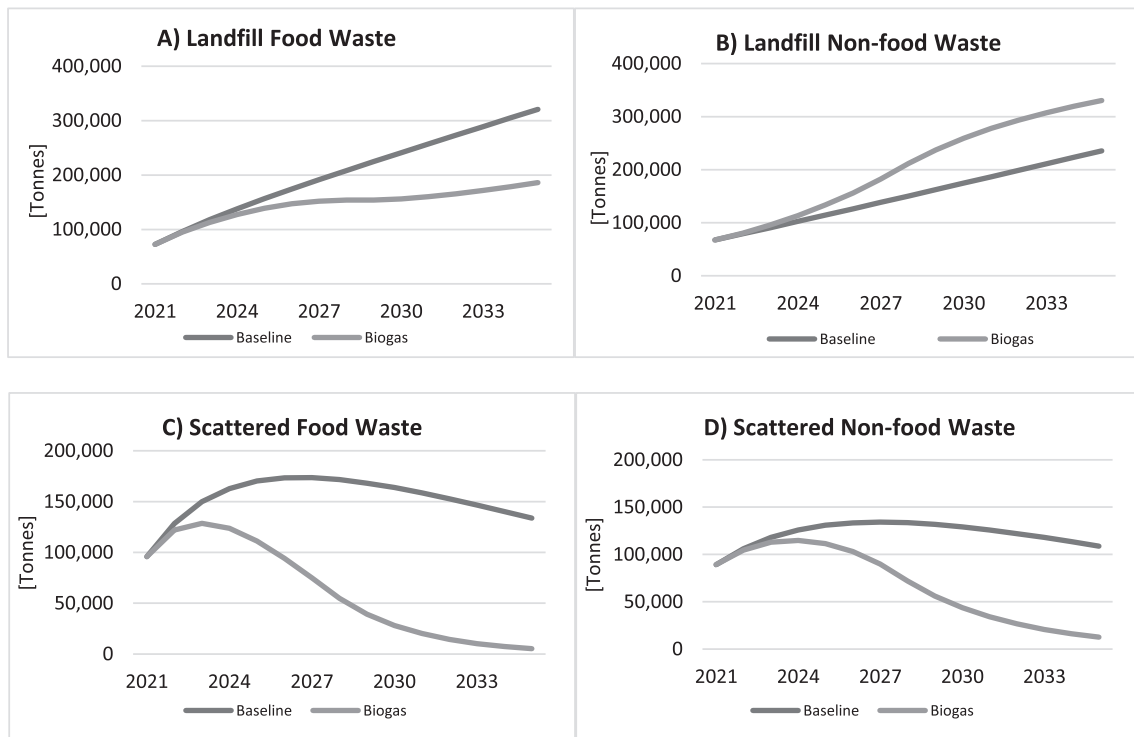 A) Landfill Food Waste
400,000
300,000
200,000
100,000
0
[Tonnes]
2021 2024 2027 2030 2033
Baseline Biogas
B) Landfill Non-food Waste
400,000
300,000
200,000
100,000
0
[Tonnes]
2021 2024 2027 2030 2033
Baseline Biogas
C) Scattered Food Waste
200,000
150,000
100,000
50,000
0
[Tonnes]
2021 2024 2027 2030 2033
Baseline Biogas
D) Scattered Non-food Waste
200,000
150,000
100,000
50,000
0
[Tonnes]
2021 2024 2027 2030 2033
Baseline Biogas